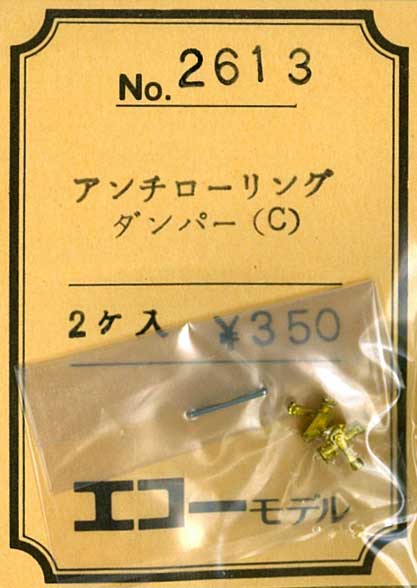 No. 2613
アンチローリング
ダンパー(C)
2ケ入 ¥350
エコーモデル